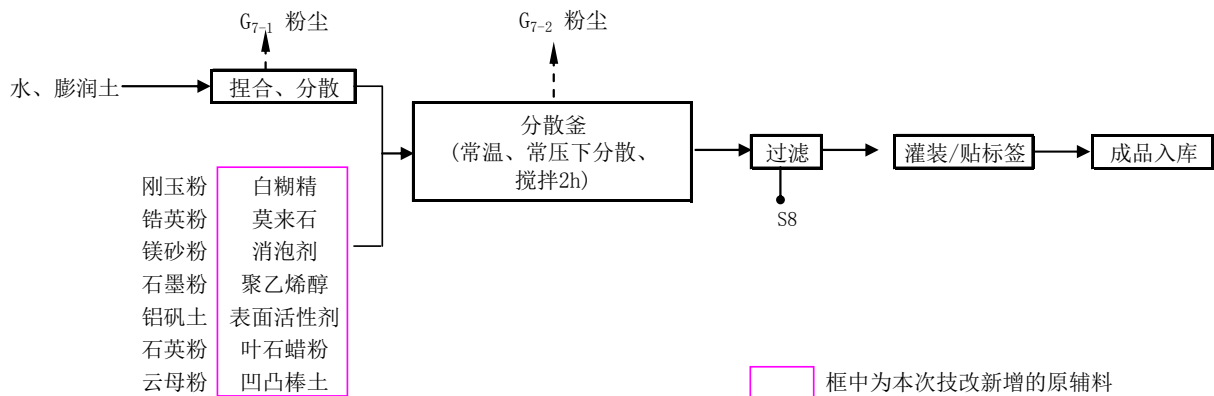 G7-1 粉尘
G7-2 粉尘
水、膨润土
捏合、分散
分散釜
(常温、常压下分散、
搅拌2h)
过滤
灌装/贴标签
成品入库
S8
刚玉粉 白糊精
锆英粉 莫来石
镁砂粉 消泡剂
石墨粉 聚乙烯醇
铝矾土 表面活性剂
石英粉 叶石蜡粉
云母粉 凹凸棒土
框中为本次技改新增的原辅料